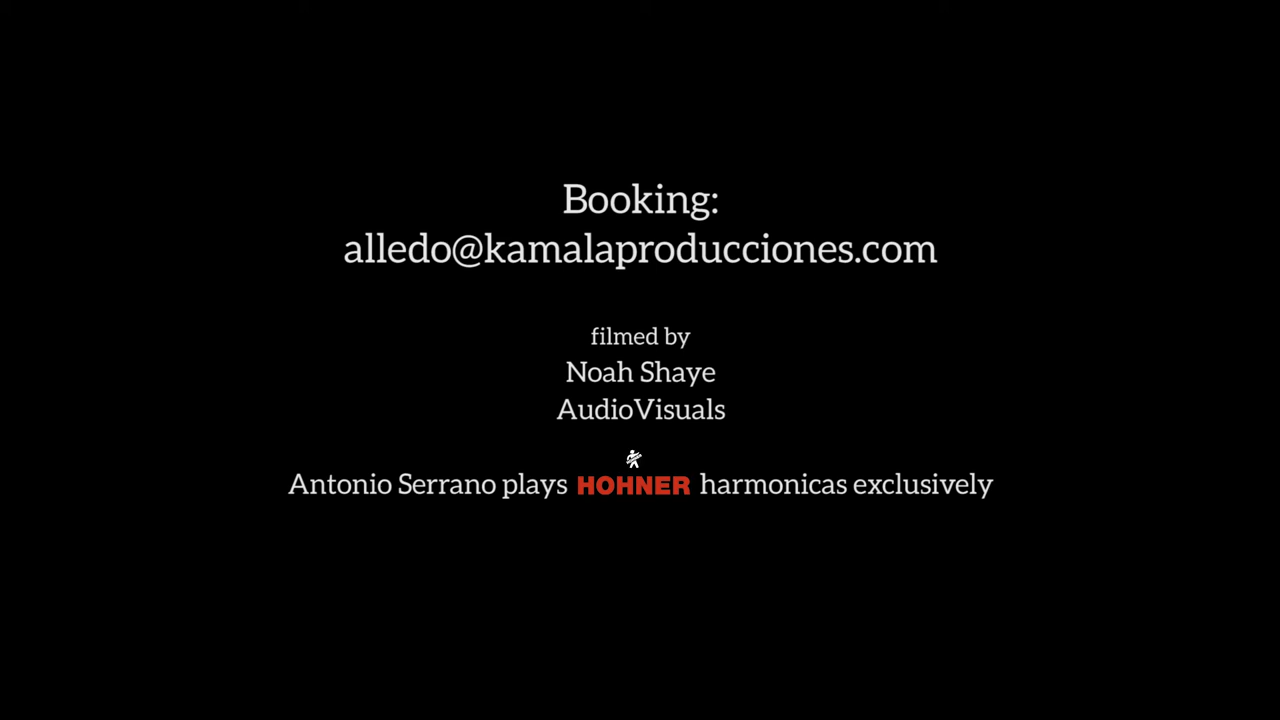 Booking:
alledo@kamalaproducciones.com
filmed by
Noah Shaye
AudioVisuals
Antonio Serrano plays HOHNER harmonicas exclusively